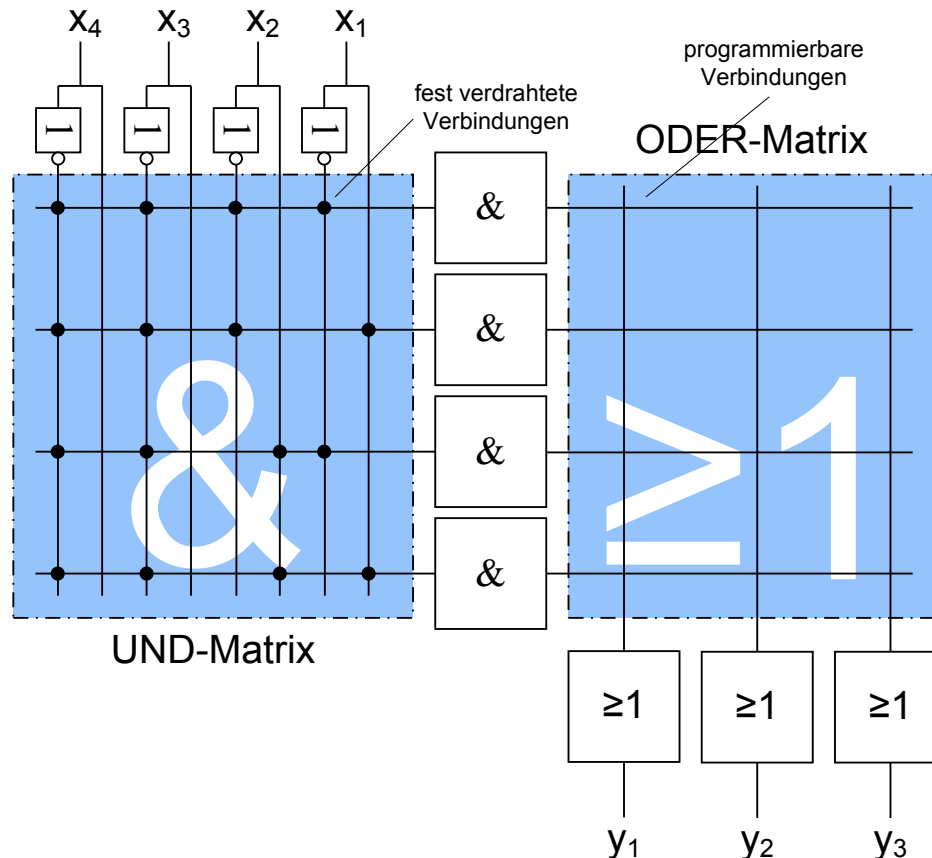 x4 x3 x2 x1
programmierbare
Verbindungen
fest verdrahtete
Verbindungen
ODER-Matrix
1 1 1 1
&
&
&
&
& ≥1
UND-Matrix
≥1 ≥1 ≥1
y1 y2 y3